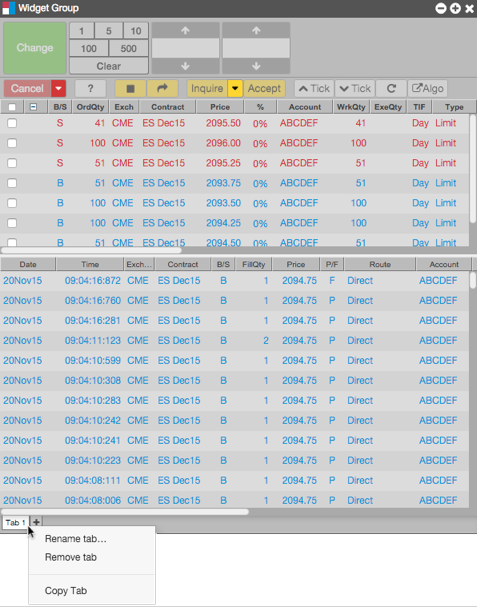 Widget Group
Change 1 5 10
100 500
Clear
Cancel ? Inquire Accept Tick Tick C Algo
B/S OrdQty Exch Contract Price % Account WrkQty ExeQty TIF Type
S 41 CME ES Dec15 2095.50 0% ABCDEF 41 Day Limit
S 100 CME ES Dec15 2096.00 0% ABCDEF 100 Day Limit
S 51 CME ES Dec15 2095.25 0% ABCDEF 51 Day Limit
B 51 CME ES Dec15 2093.75 0% ABCDEF 51 Day Limit
B 100 CME ES Dec15 2093.50 0% ABCDEF 100 Day Limit
B 100 CME ES Dec15 2094.25 0% ABCDEF 100 Day Limit
B 51 CME ES Dec15 2094.50 0% ABCDEF 51 Day Limit
Date Time Exch... Contract B/S FillQty Price P/F Route Account
20Nov15 09:04:16:872 CME ES Dec15 B 1 2094.75 F Direct ABCDEF
20Nov15 09:04:16:760 CME ES Dec15 B 1 2094.75 P Direct ABCDEF
20Nov15 09:04:16:281 CME ES Dec15 B 1 2094.75 P Direct ABCDEF
20Nov15 09:04:11:123 CME ES Dec15 B 2 2094.75 F Direct ABCDEF
20Nov15 09:04:10:599 CME ES Dec15 B 1 2094.75 P Direct ABCDEF
20Nov15 09:04:10:308 CME ES Dec15 B 1 2094.75 P Direct ABCDEF
20Nov15 09:04:10:283 CME ES Dec15 B 1 2094.75 P Direct ABCDEF
20Nov15 09:04:10:242 CME ES Dec15 B 1 2094.75 P Direct ABCDEF
20Nov15 09:04:10:241 CME ES Dec15 B 1 2094.75 P Direct ABCDEF
20Nov15 09:04:10:223 CME ES Dec15 B 1 2094.75 P Direct ABCDEF
20Nov15 09:04:08:111 CME ES Dec15 B 1 2094.75 P Direct ABCDEF
20Nov15 09:04:08:006 CME ES Dec15 B 1 2094.75 P Direct ABCDEF
Tab 1 +
Rename tab...
Remove tab
Copy Tab